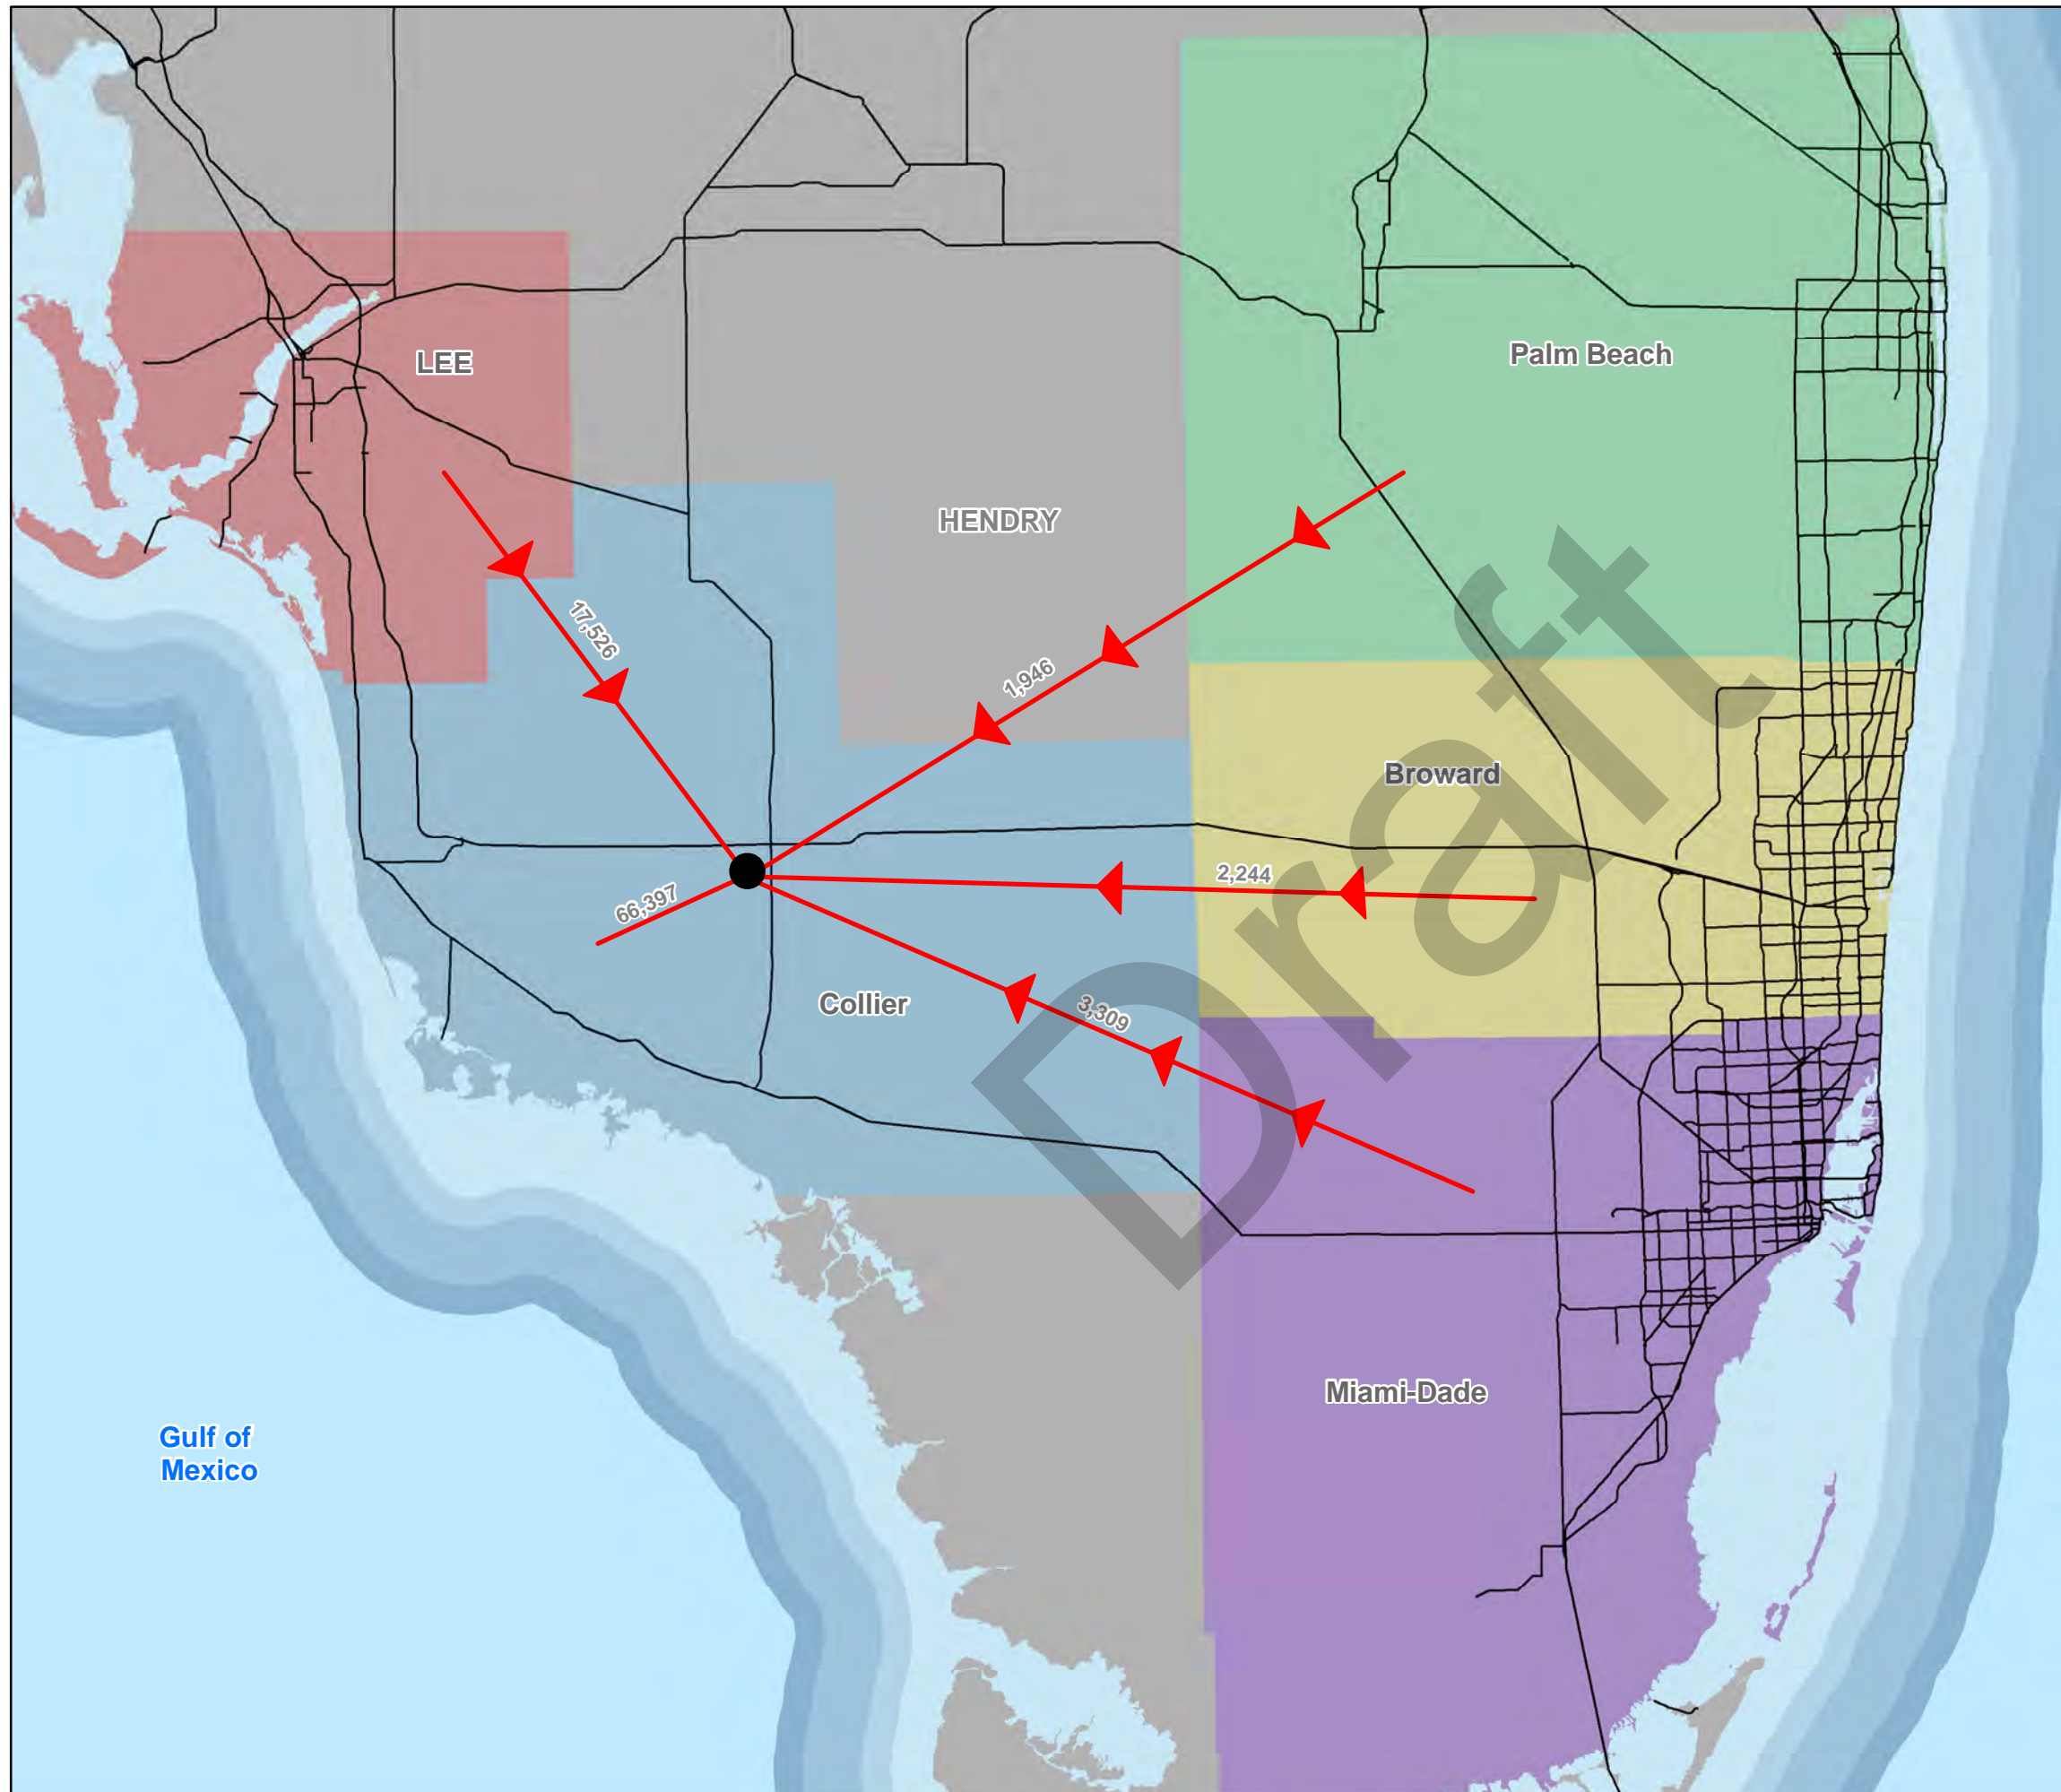 LEE
Palm Beach
HENDRY
17,526
1,946
Broward
2,244
66,397
Collier
3,309
Draft
Miami-Dade
Gulf of
Mexico